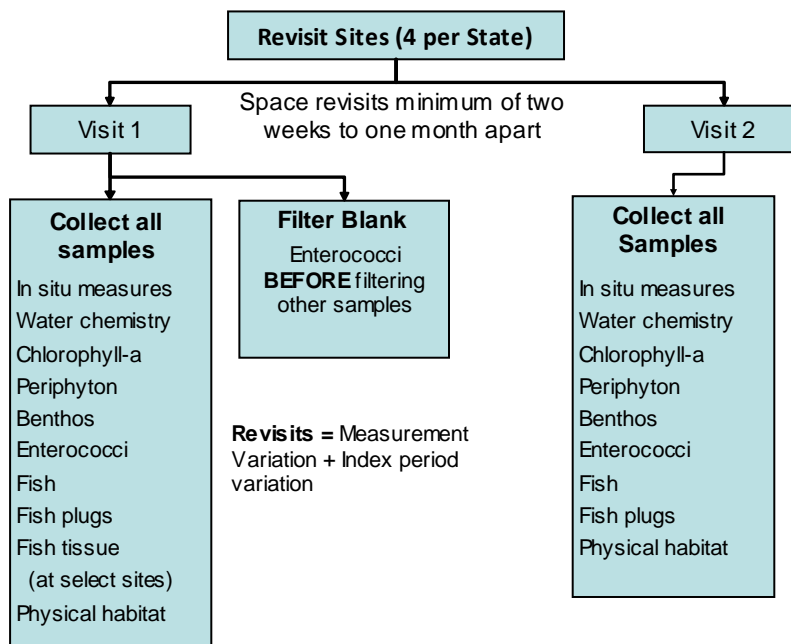 Revisit Sites (4 per State)
Space revisits minimum of two
weeks to one month apart
Visit 1
Visit 2
Collect all
samples
In situ measures
Water chemistry
Chlorophyll-a
Periphyton
Benthos
Enterococci
Fish
Fish plugs
Fish tissue
(at select sites)
Physical habitat
Filter Blank
Enterococci
BEFORE filtering
other samples
Revisits = Measurement
Variation + Index period
variation
Collect all
Samples
In situ measures
Water chemistry
Chlorophyll-a
Periphyton
Benthos
Enterococci
Fish
Fish plugs
Physical habitat